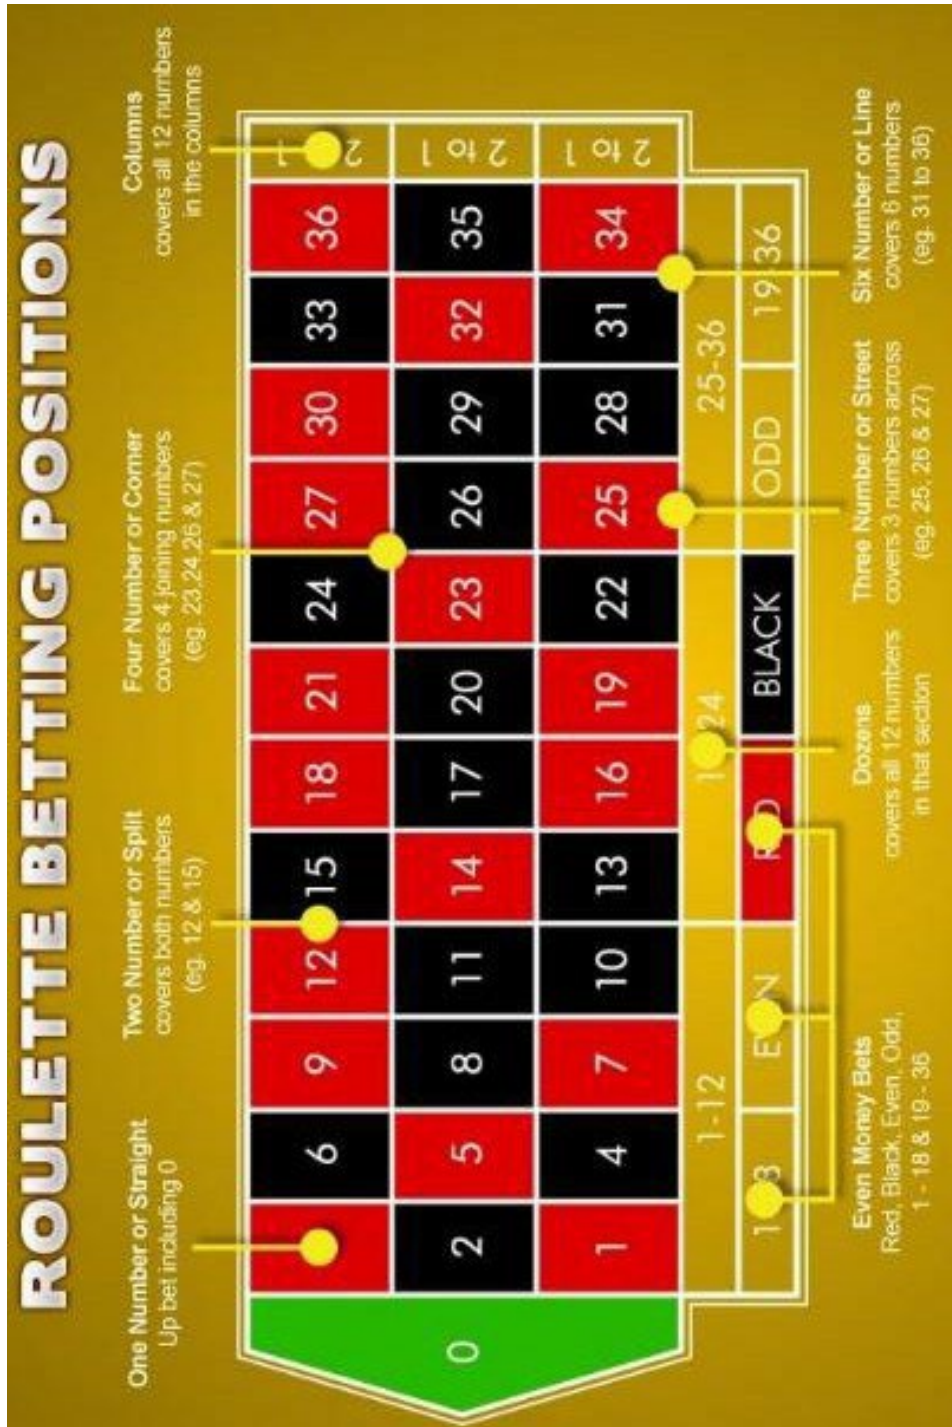 ROULETTE BETTING POSITIONS
One Number or Straight
Up bet including 0
Two Number or Split
covers both numbers
(eg. 12 & 15)
Four Number or Corner
covers 4 joining numbers
(eg. 23,24,26 & 27)
Columns
covers all 12 numbers
in the columns
6 9 12 15 18 21 24 27 30 33 36
0 2 5 8 11 14 17 20 23 26 29 32 35 2 to 1
1 4 7 10 13 16 19 22 25 28 31 34 2 to 1
1-12 25-36
BLACK ODD 19-36
Even Money Bets
Red, Black, Even, Odd,
1 - 18 & 19 - 36
Dozens
covers all 12 numbers
in that section
Three Number or Street
covers 3 numbers across
(eg. 25, 26 & 27)
Six Number or Line
covers 6 numbers
(eg. 31 to 36)